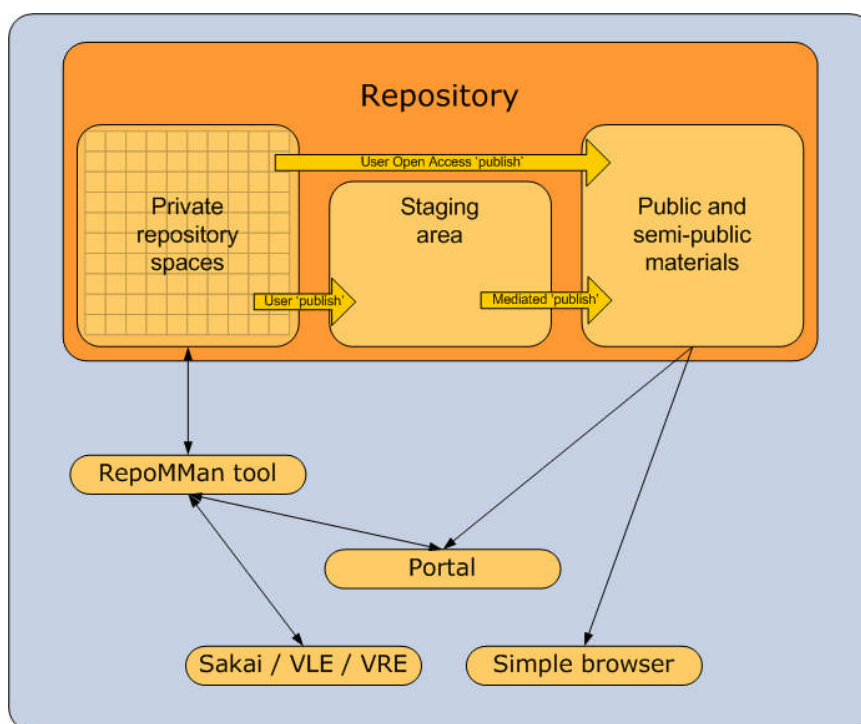 Repository
User Open Access 'publish'
Private
repository
spaces
Staging
area
Public and
semi-public
materials
User 'publish'
Mediated 'publish'
RepoMMan tool
Portal
Sakai / VLE / VRE
Simple browser